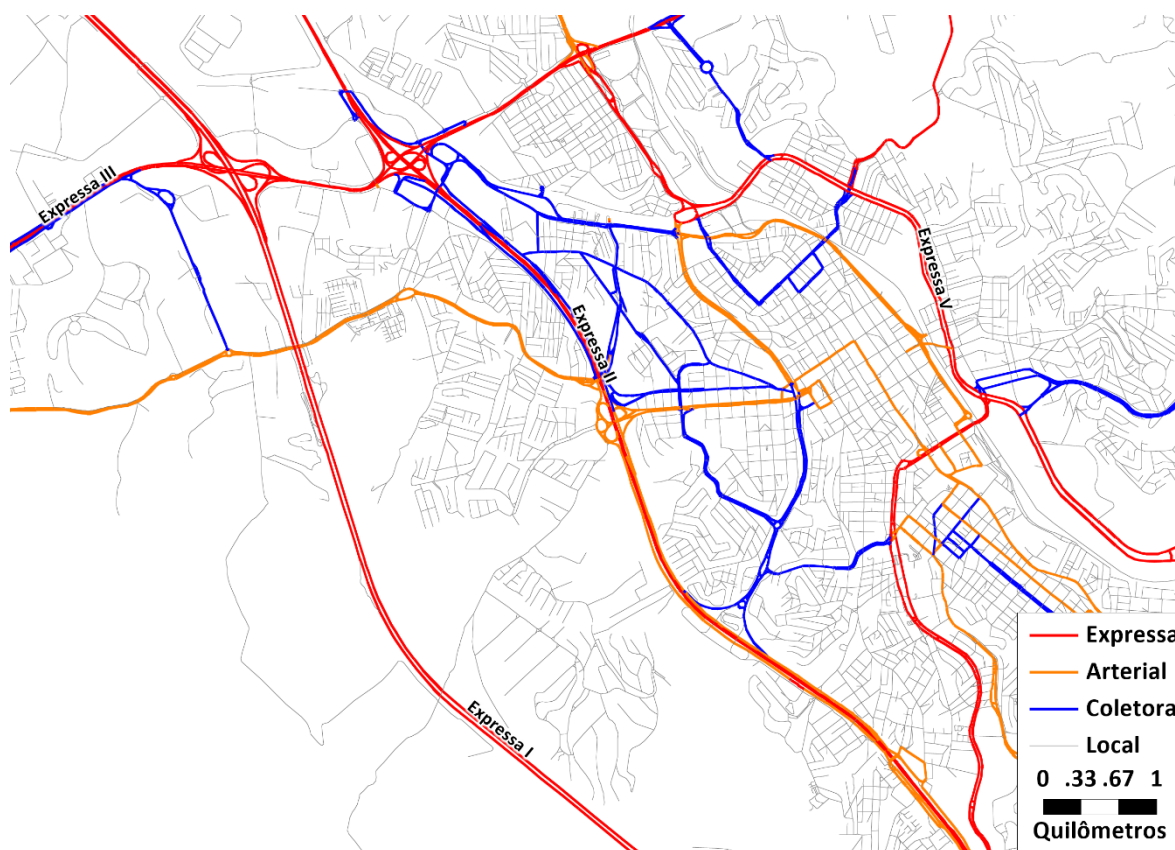 Expressa III
Expressa V
Expressa II
Expressa I
Expressa
Arterial
Coletora
Local
0 .33 .67 1
Quilômetros